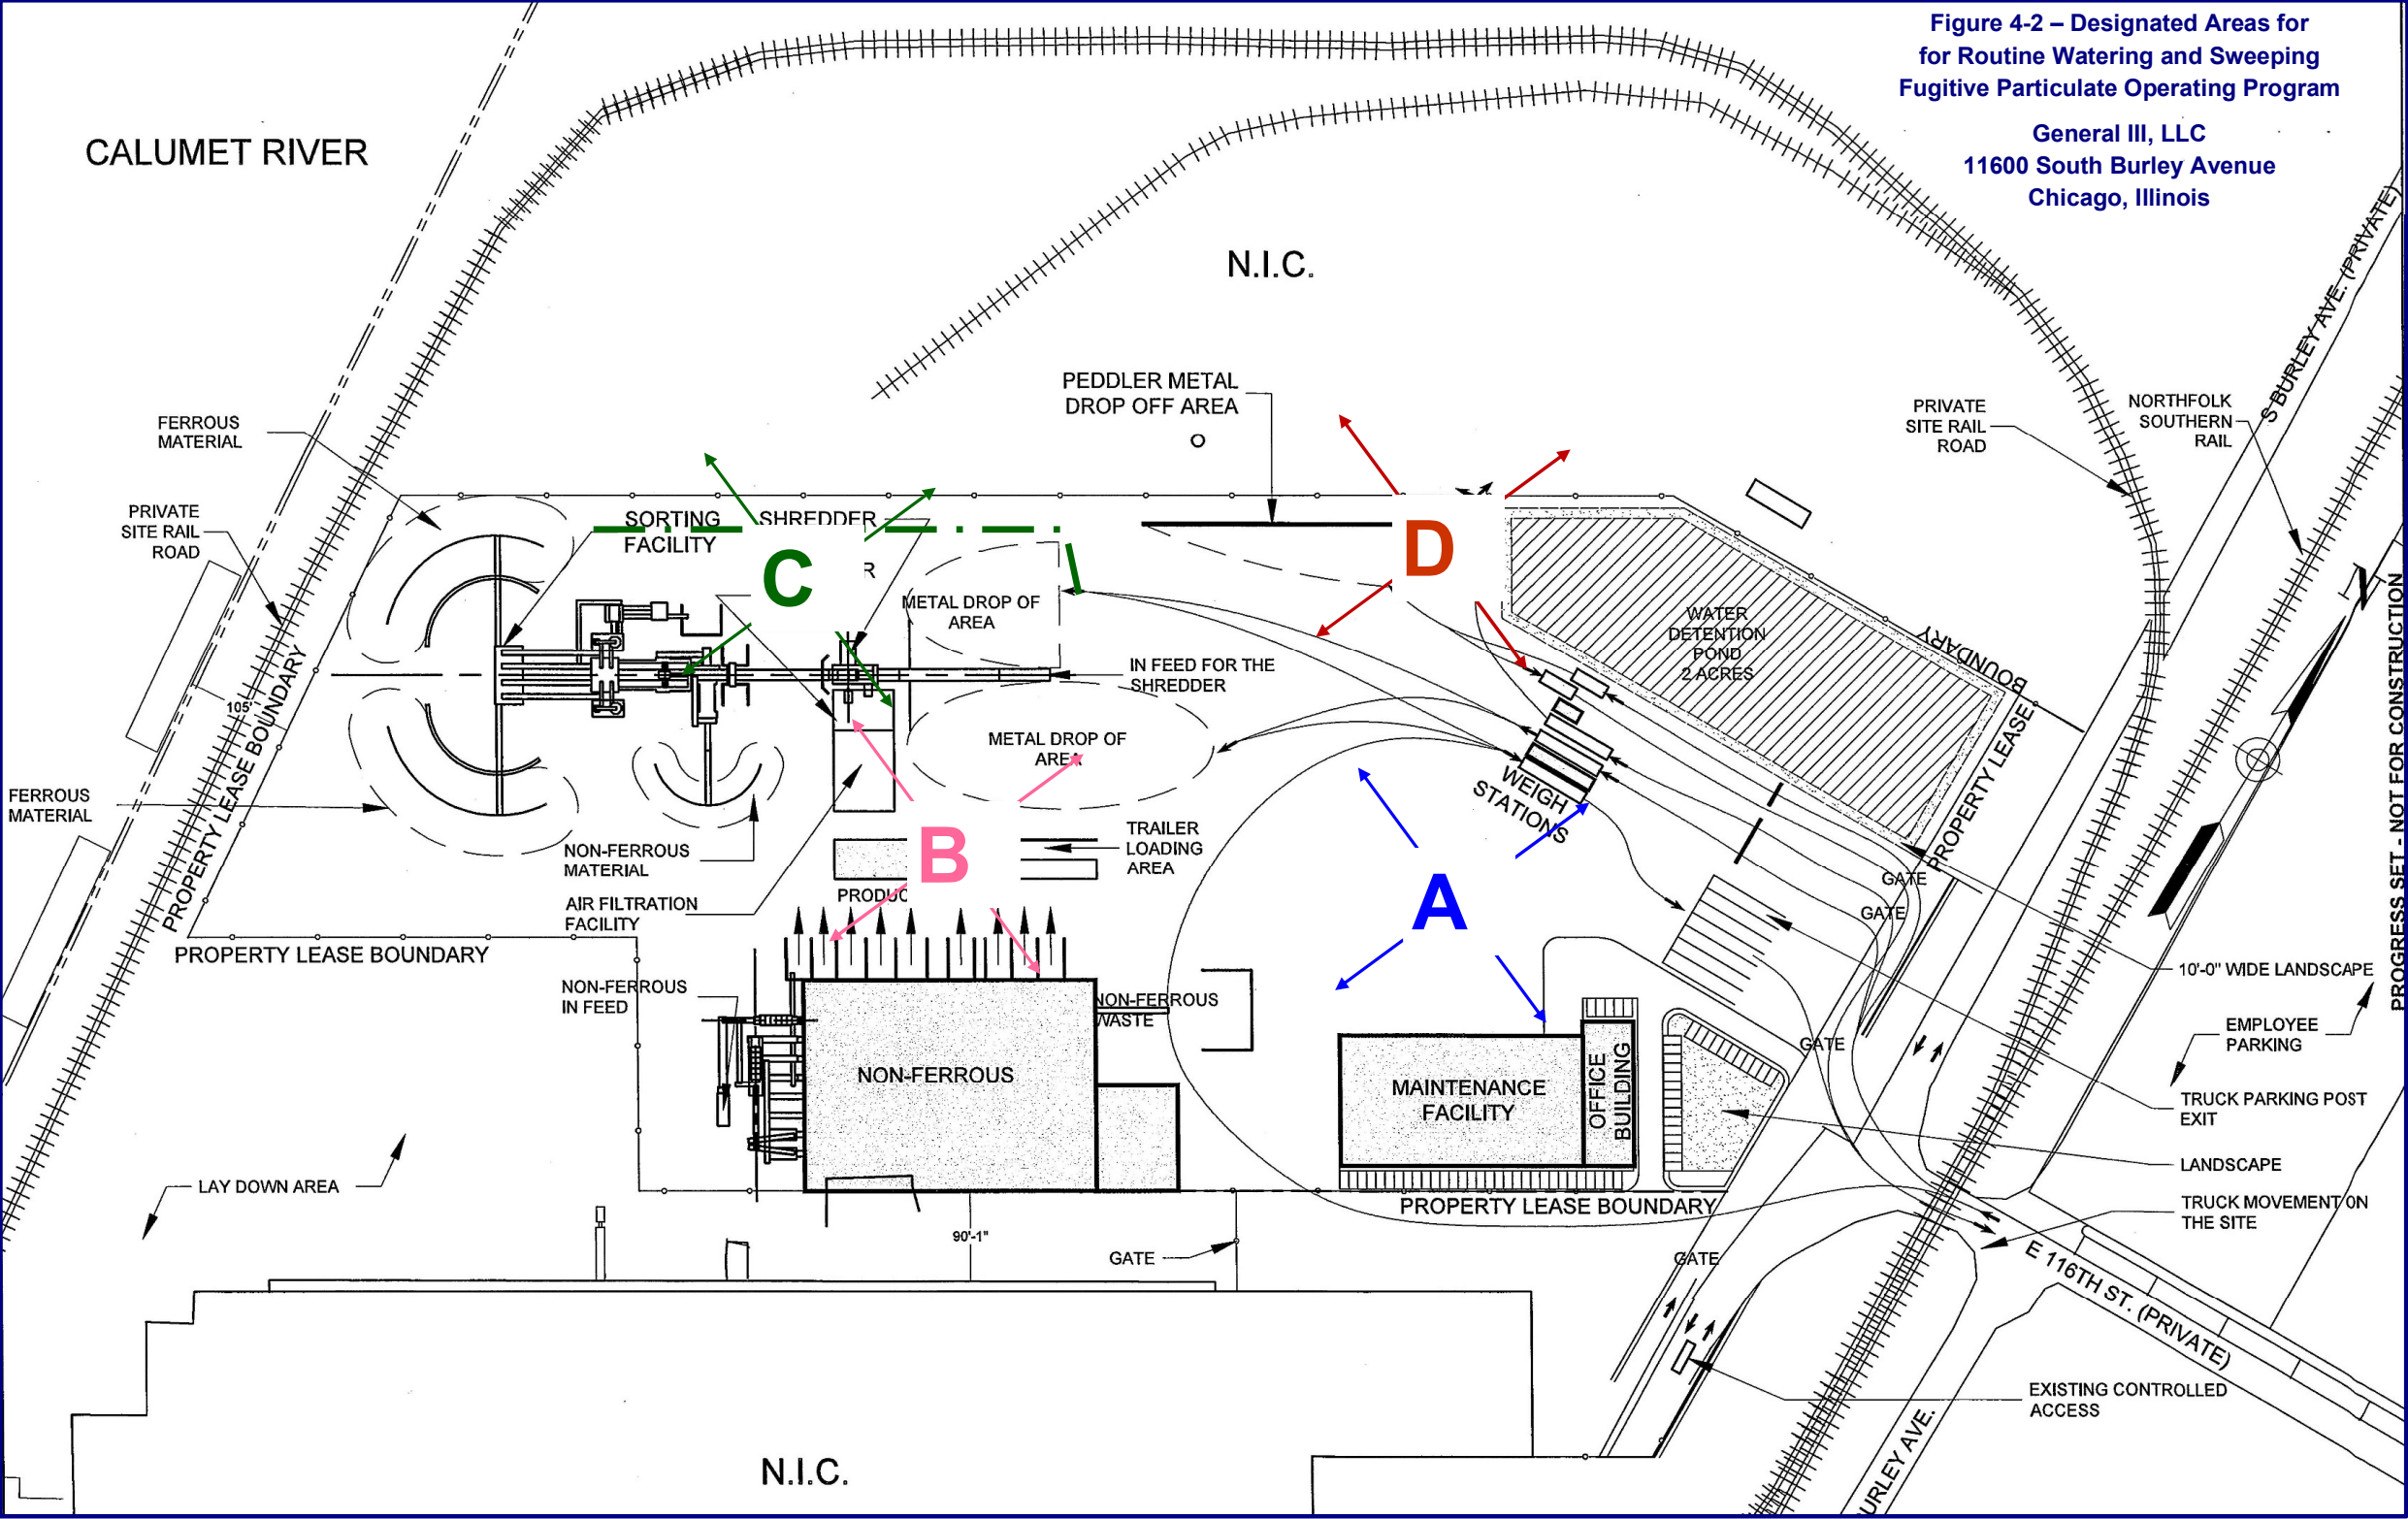 Figure 4-2 – Designated Areas for
for Routine Watering and Sweeping
Fugitive Particulate Operating Program
General III, LLC
11600 South Burley Avenue
Chicago, Illinois
CALUMET RIVER
N.I.C.
S BURLEY AVE. (PRIVATE)
PEDDLER METAL
DROP OFF AREA
PRIVATE
SITE RAIL
ROAD
NORTHFOLK
SOUTHERN
RAIL
FERROUS
MATERIAL
PRIVATE
SITE RAIL
ROAD
SORTING
FACILITY
SHREDDER
R
C
D
METAL DROP OF
AREA
WATER
DETENTION
POND
2 ACRES
BOUNDARY
PROPERTY LEASE
N
PROGRESS SET - NOT FOR CONSTRUCTION
IN FEED FOR THE
SHREDDER
105'
PROPERTY LEASE BOUNDARY
METAL DROP OF
AREA
WEIGH
STATIONS
FERROUS
MATERIAL
NON-FERROUS
MATERIAL
TRAILER
LOADING
AREA
B
A
PRODUC
AIR FILTRATION
FACILITY
GATE
GATE
PROPERTY LEASE BOUNDARY
NON-FERROUS
IN FEED
NON-FERROUS
WASTE
10'-0" WIDE LANDSCAPE
EMPLOYEE
PARKING
GATE
NON-FERROUS
MAINTENANCE
FACILITY
OFFICE
BUILDING
TRUCK PARKING POST
EXIT
LANDSCAPE
LAY DOWN AREA
PROPERTY LEASE BOUNDARY
TRUCK MOVEMENT ON
THE SITE
90'-1"
GATE
GATE
E 116TH ST. (PRIVATE)
EXISTING CONTROLLED
ACCESS
N.I.C.
BURLEY AVE.